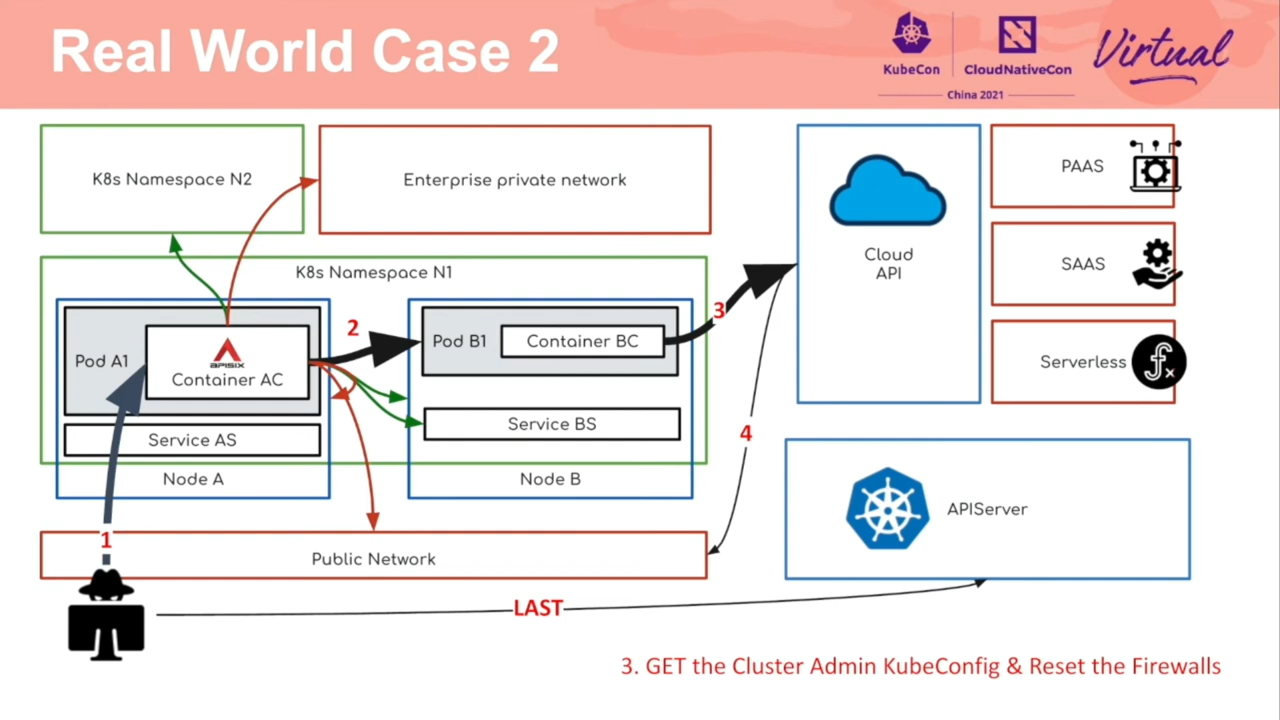 Real World Case 2
KubeCon
CloudNativeCon
China 2021
Virtual
K8s Namespace N2
Enterprise private network
Cloud
API
PAAS
SAAS
Serverless
fx
K8s Namespace N1
Pod A1
APISIX
Container AC
Service AS
Node A
2
Pod B1
Container BC
Service BS
Node B
3
4
1
Public Network
APIServer
LAST
3. GET the Cluster Admin KubeConfig & Reset the Firewalls